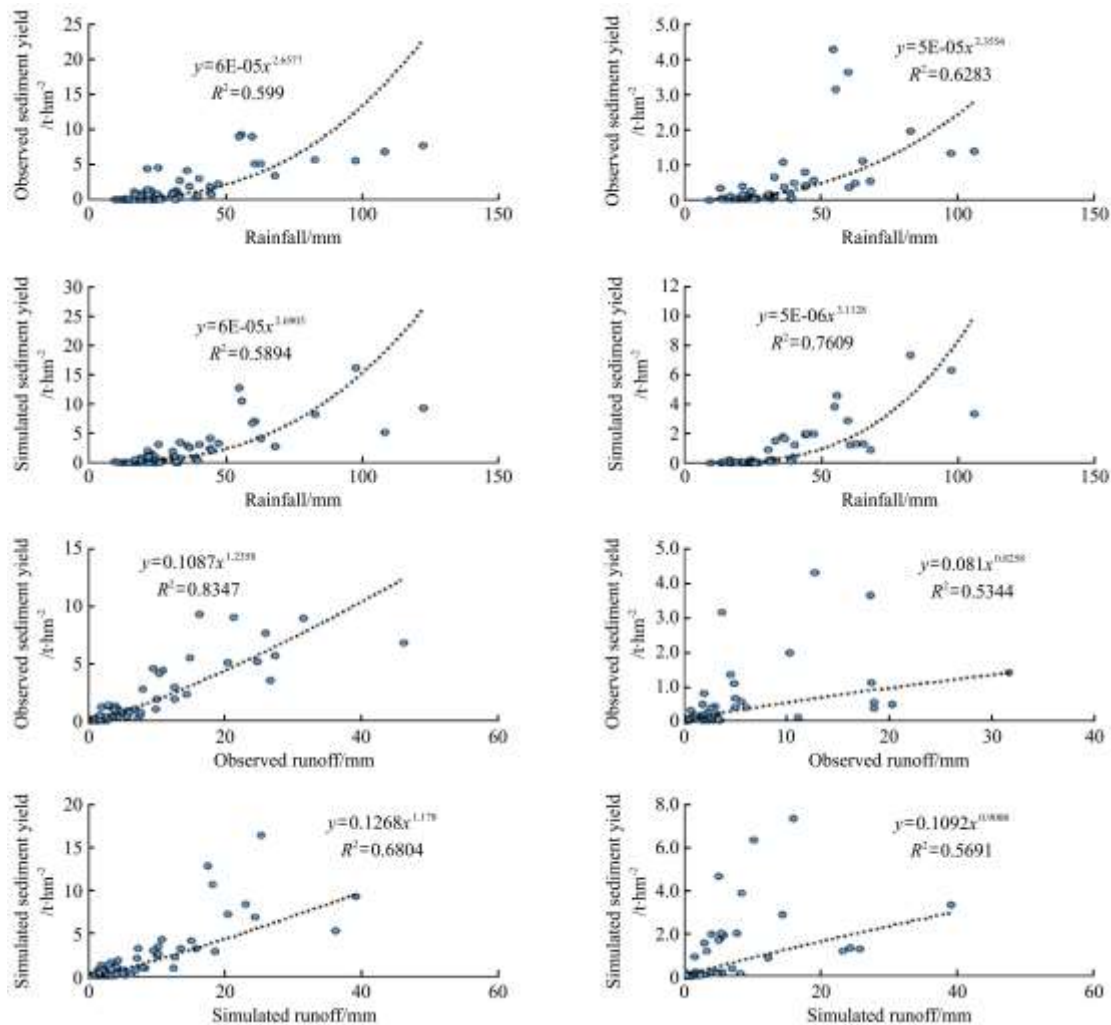 Observed sediment yield
/t·hm⁻²
25
20
15
10
5
0
0 50 100 150
Rainfall/mm
y=6E-05x
R²=0.599
Observed sediment yield
/t·hm⁻²
5.0
4.0
3.0
2.0
1.0
0
0 50 100 150
Rainfall/mm
y=5E-05x
R²=0.6283
Simulated sediment yield
/t·hm⁻²
30
25
20
15
10
5
0
0 50 100 150
Rainfall/mm
y=6E-05x
R²=0.5894
Simulated sediment yield
/t·hm⁻²
12
10
8
6
4
2
0
0 50 100 150
Rainfall/mm
y=5E-06x
R²=0.7609
Observed sediment yield
/t·hm⁻²
15
10
5
0
0 20 40 60
Observed runoff/mm
y=0.1087x
R²=0.8347
Observed sediment yield
/t·hm⁻²
5.0
4.0
3.0
2.0
1.0
0
0 10 20 30 40
Observed runoff/mm
y=0.081x
R²=0.5344
Simulated sediment yield
/t·hm⁻²
20
15
10
5
0
0 20 40 60
Simulated runoff/mm
y=0.1268x¹·¹⁷⁸
R²=0.6804
Simulated sediment yield
/t·hm⁻²
8.0
6.0
4.0
2.0
0
0 20 40 60
Simulated runoff/mm
y=0.1092x
R²=0.5691